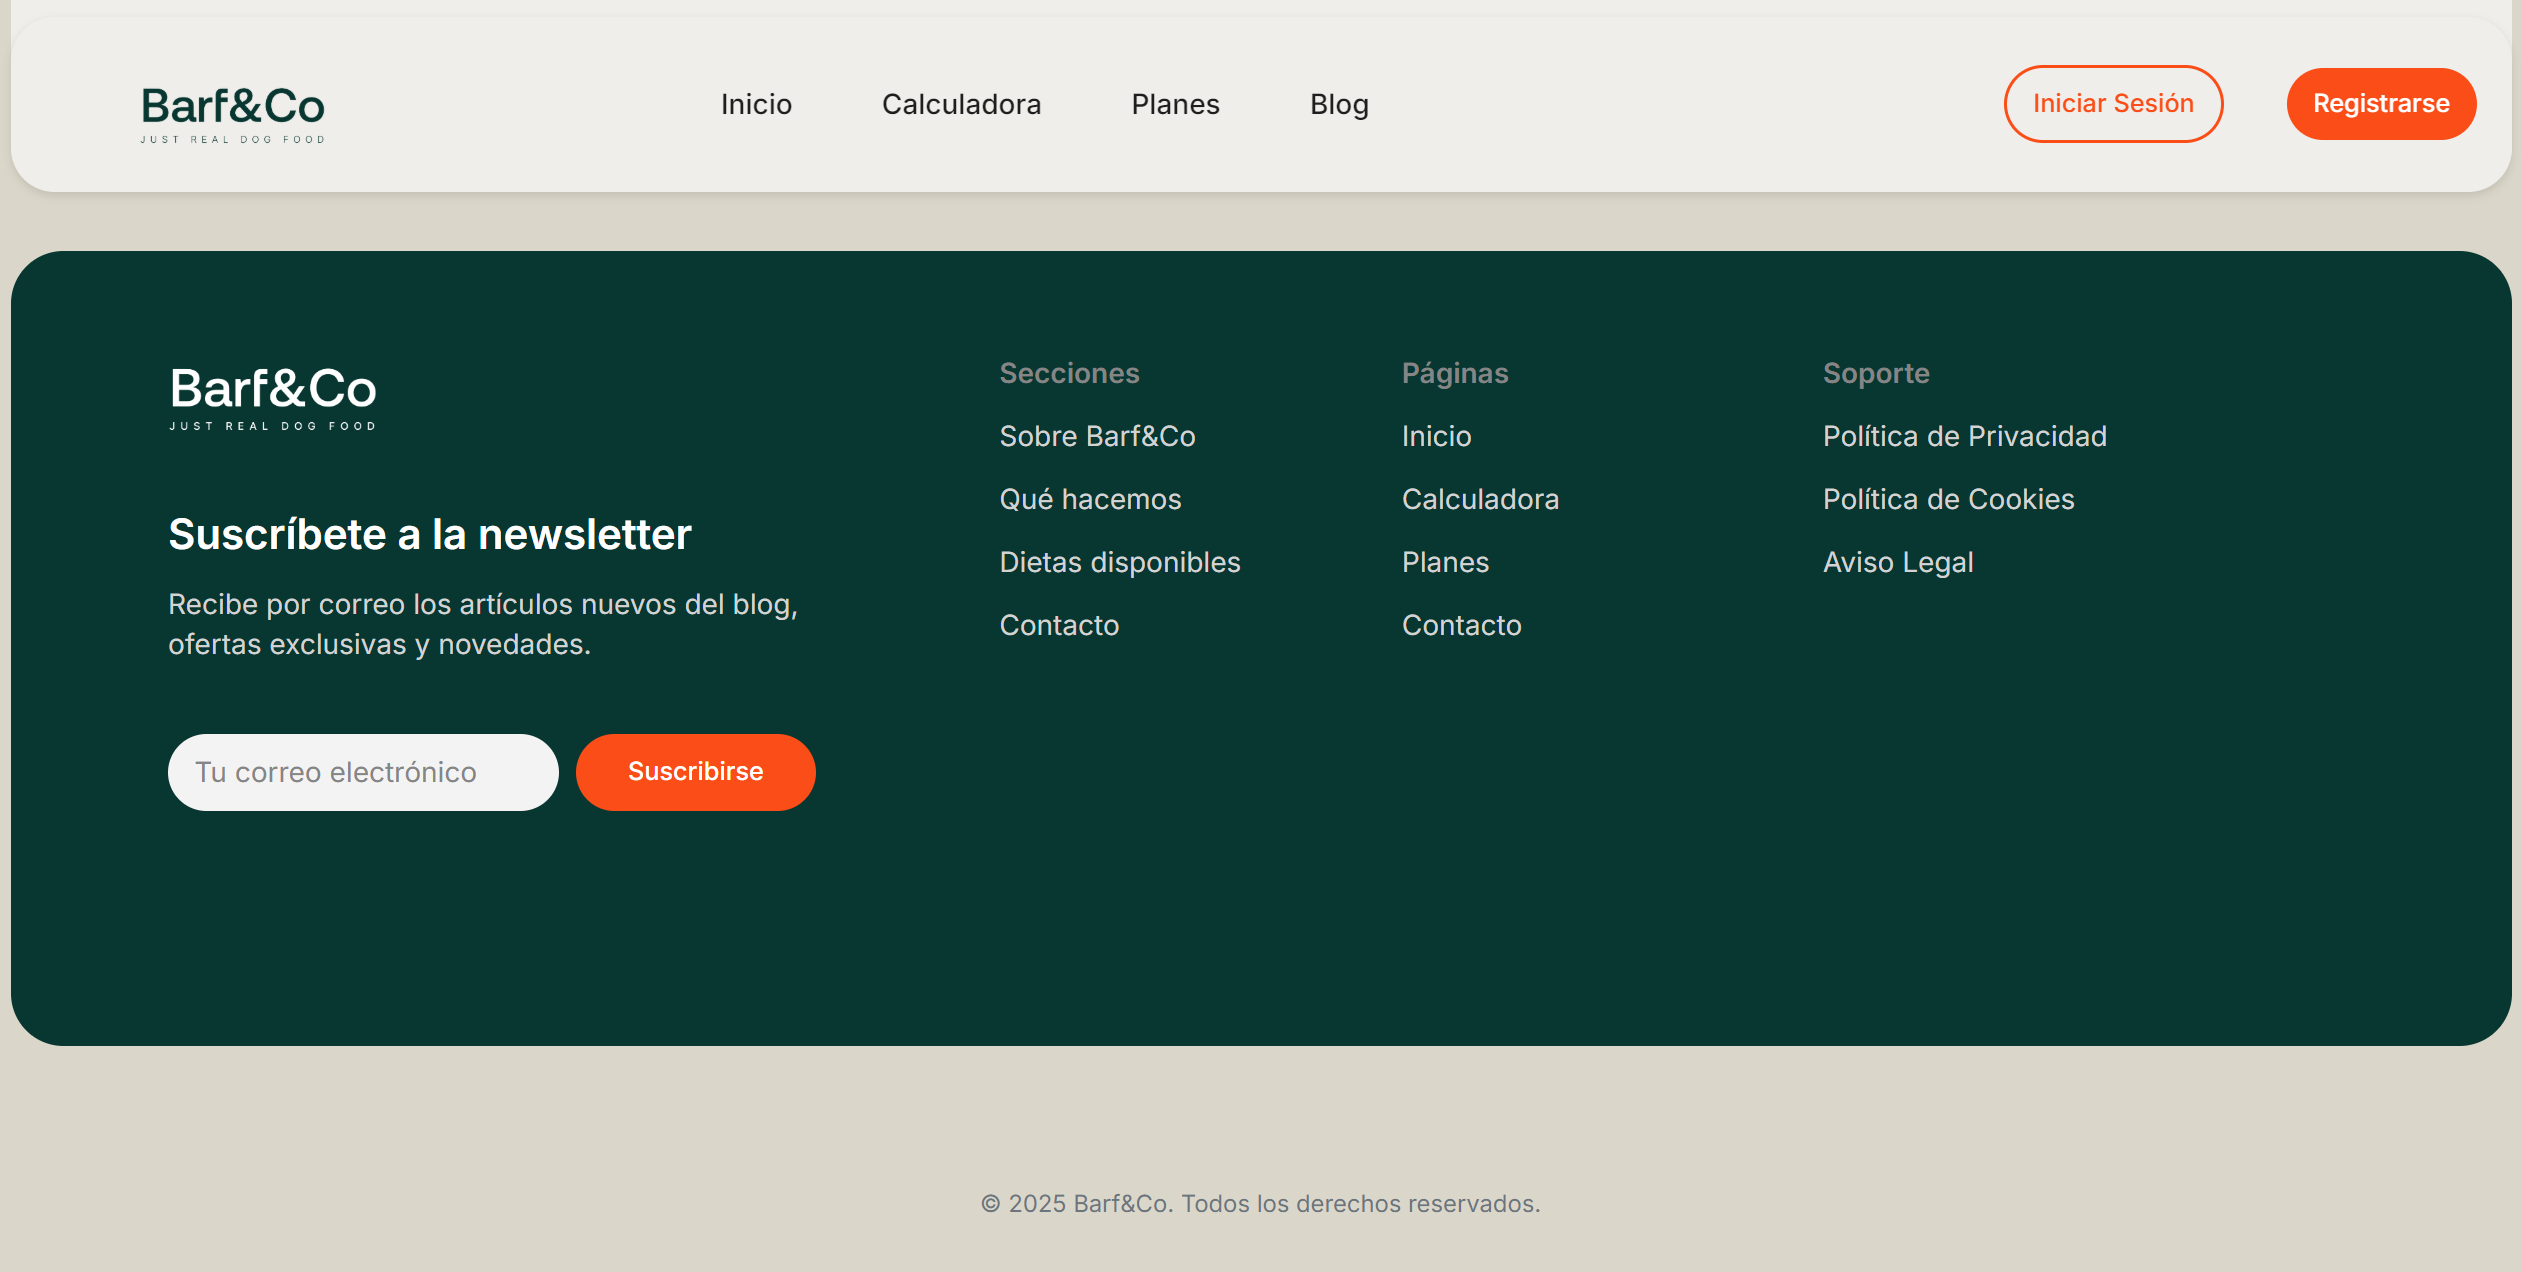 Barf&Co
JUST REAL DOG FOOD
Inicio
Calculadora
Planes
Blog
Iniciar Sesión
Registrarse
Barf&Co
JUST REAL DOG FOOD
Suscríbete a la newsletter
Recibe por correo los artículos nuevos del blog,
ofertas exclusivas y novedades.
Tu correo electrónico
Suscribirse
Secciones
Sobre Barf&Co
Qué hacemos
Dietas disponibles
Contacto
Páginas
Inicio
Calculadora
Planes
Contacto
Soporte
Política de Privacidad
Política de Cookies
Aviso Legal
© 2025 Barf&Co. Todos los derechos reservados.